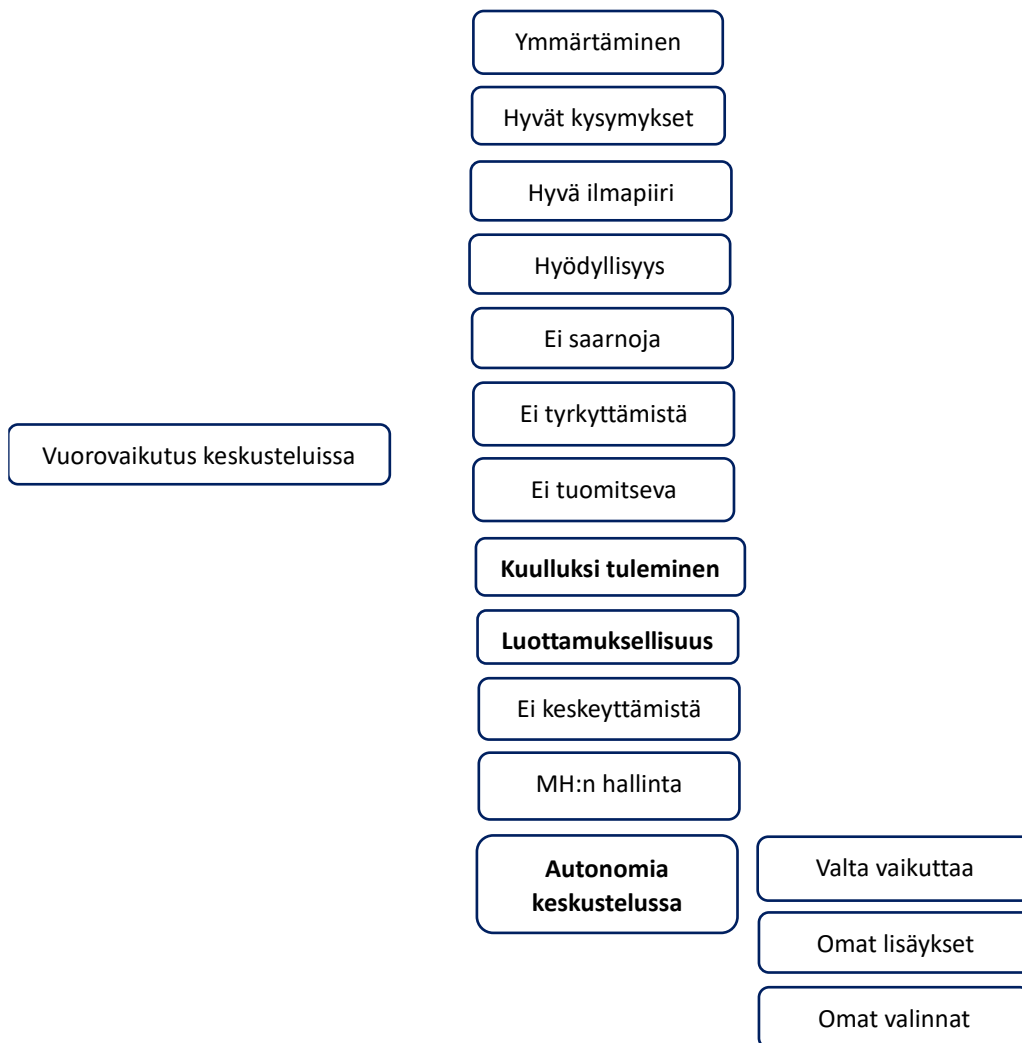 Ymmärtäminen
Hyvät kysymykset
Hyvä ilmapiiri
Hyödyllisyys
Ei saarnoja
Ei tyrkyttämistä
Vuorovaikutus keskusteluissa
Ei tuomitseva
Kuulluksi tuleminen
Luottamuksellisuus
Ei keskeyttämistä
MH:n hallinta
Autonomia
keskustelussa
Valta vaikuttaa
Omat lisäykset
Omat valinnat